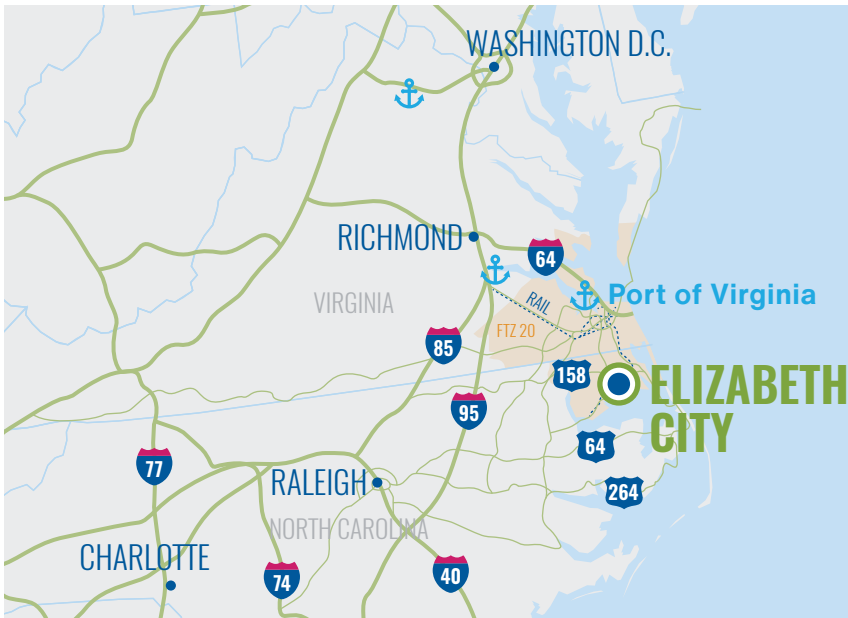 WASHINGTON D.C.
RICHMOND
64
Port of Virginia
RAIL
VIRGINIA
FTZ 20
85
158
ELIZABETH
CITY
95
64
77
RALEIGH
264
NORTH CAROLINA
CHARLOTTE
74
40